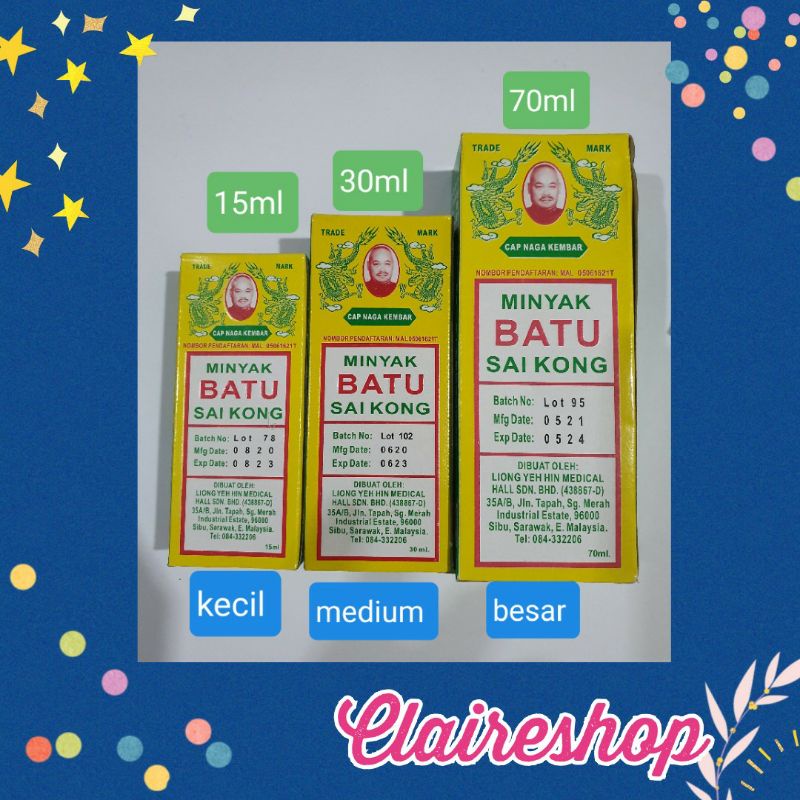 70ml
30ml
15ml
TRADE MARK
CAP NAGA KEMBAR
NOMBOR PENDAFTARAN: MAL 05061621T
MINYAK
BATU
SAI KONG
Batch No: Lot 78
Mfg Date: 0820
Exp Date: 0823
DIBUAT OLEH:
LIONG YEH HIN MEDICAL
HALL SDN. BHD. (438867-D)
35A/B, Jln. Tapah, Sg. Merah
Industrial Estate, 96000
Sibu, Sarawak, E. Malaysia.
Tel: 084-332206
15ml
TRADE MARK
CAP NAGA KEMBAR
NOMBOR PENDAFTARAN: MAL 05061621T
MINYAK
BATU
SAI KONG
Batch No: Lot 102
Mfg Date: 0620
Exp Date: 0623
DIBUAT OLEH:
LIONG YEH HIN MEDICAL
HALL SDN. BHD. (438867-D)
35A/B, Jln. Tapah, Sg. Merah
Industrial Estate, 96000
Sibu, Sarawak, E. Malaysia.
Tel: 084-332206
30 ml.
TRADE MARK
CAP NAGA KEMBAR
NOMBOR PENDAFTARAN: MAL 05061621T
MINYAK
BATU
SAI KONG
Batch No: Lot 95
Mfg Date: 0521
Exp Date: 0524
DIBUAT OLEH:
LIONG YEH HIN MEDICAL
HALL SDN. BHD. (438867-D)
35A/B, Jln. Tapah, Sg. Merah
Industrial Estate, 96000
Sibu, Sarawak, E. Malaysia.
Tel: 084-332206
70ml.
kecil
medium
besar
Claireshop